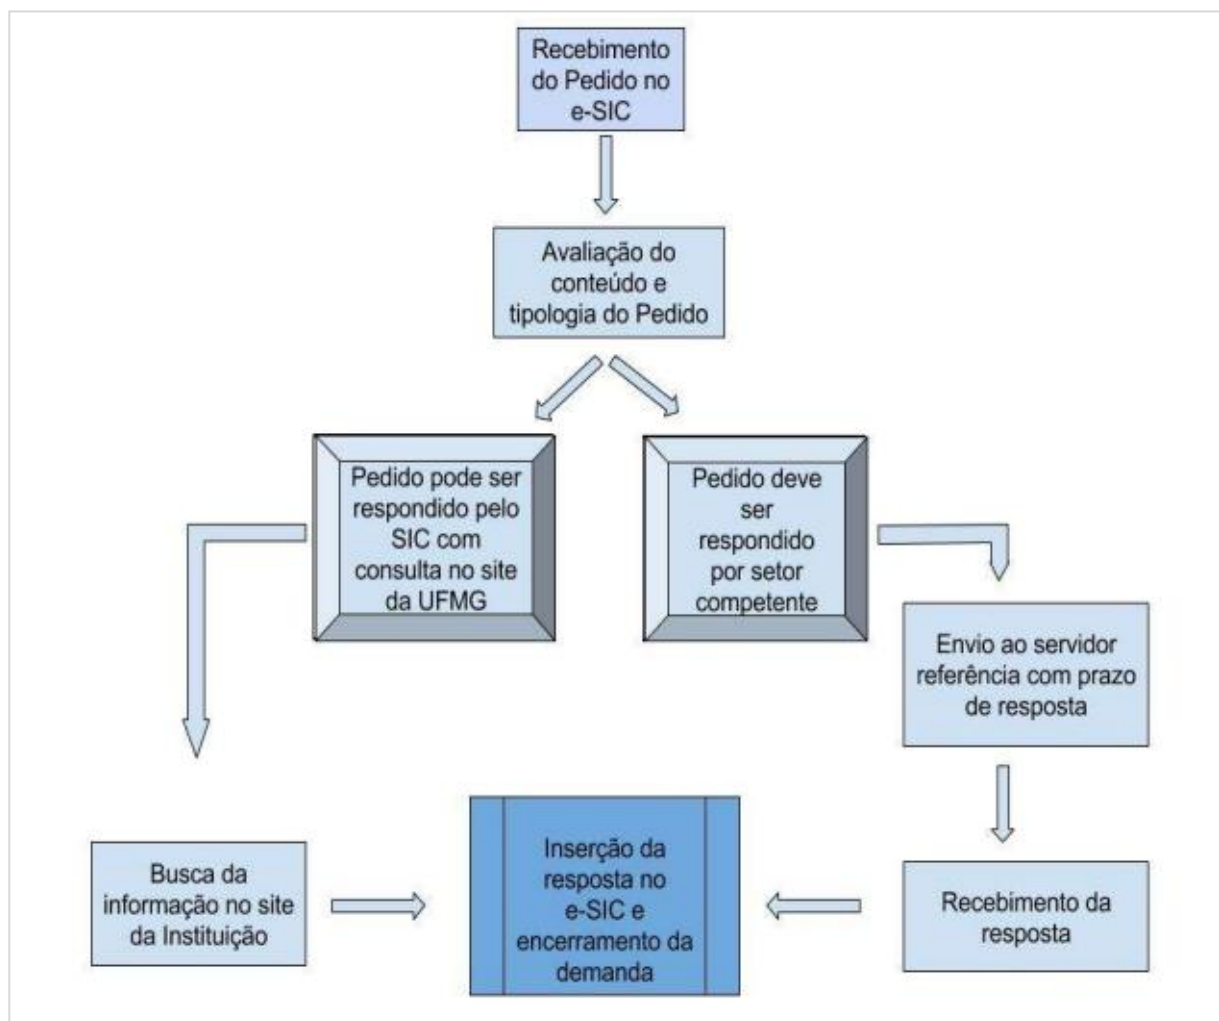 Recebimento
do Pedido no
e-SIC
Avaliação do
conteúdo e
tipologia do Pedido
Pedido pode ser
respondido pelo
SIC com
consulta no site
da UFMG
Pedido deve
ser
respondido
por setor
competente
Envio ao servidor
referência com prazo
de resposta
Busca da
informação no site
da Instituição
Inserção da
resposta no
e-SIC e
encerramento da
demanda
Recebimento da
resposta